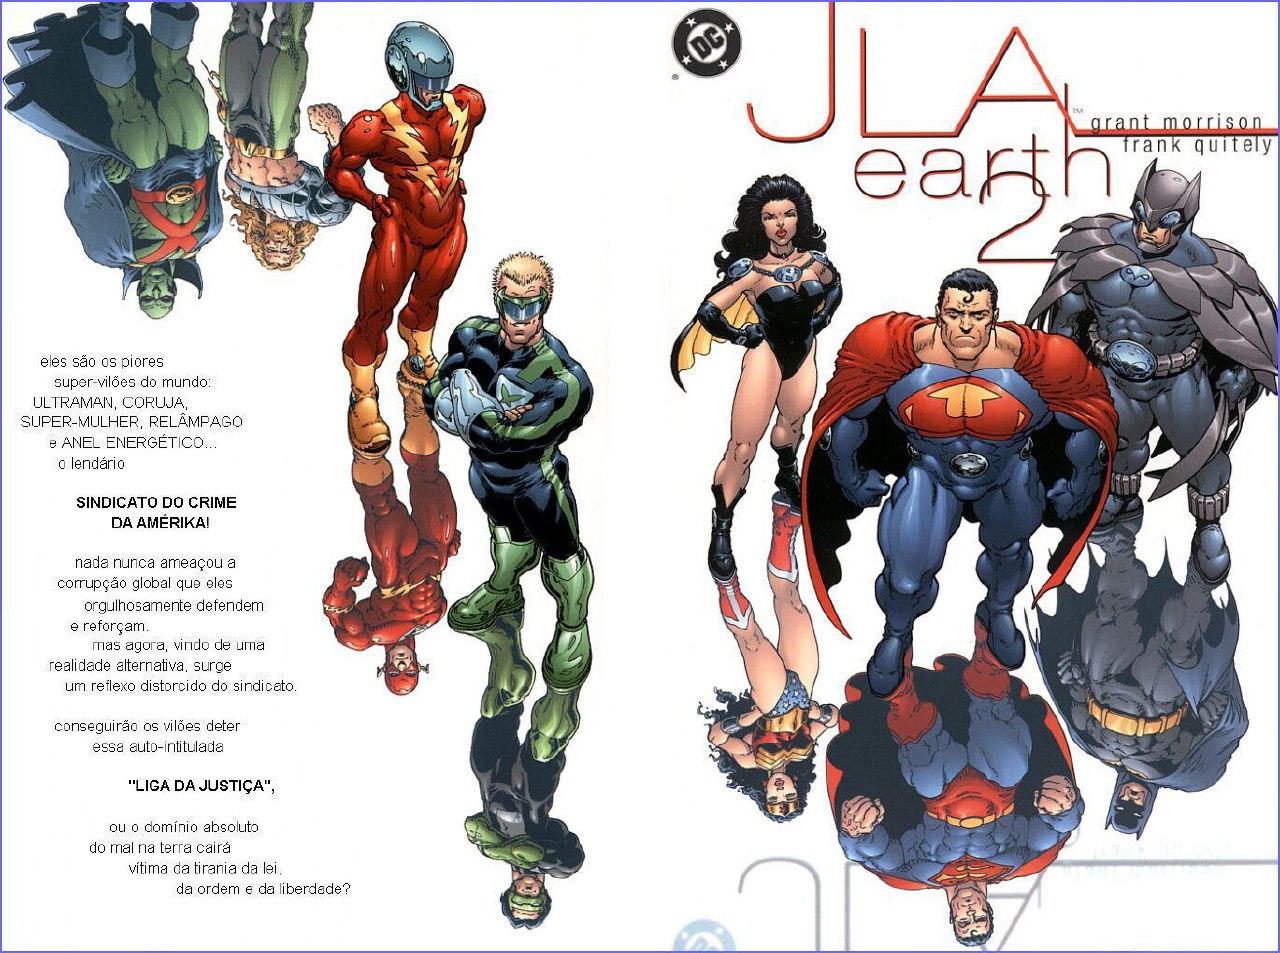 eles são os piores
super-vilões do mundo:
ULTRAMAN, CORUJA,
SUPER-MULHER, RELÂMPAGO
e ANEL ENERGÉTICO...
o lendário
SINDICATO DO CRIME
DA AMÉRIKA!
nada nunca ameaçou a
corrupção global que eles
orgulhosamente defendem
e reforçam.
mas agora, vindo de uma
realidade alternativa, surge
um reflexo distorcido do sindicato.
conseguirão os vilões deter
essa auto-intitulada
"LIGA DA JUSTIÇA",
ou o domínio absoluto
do mal na terra cairá
vítima da tirania da lei,
da ordem e da liberdade?
DC
®
JLA
™
grant morrison
frank quitely
earth
2
U